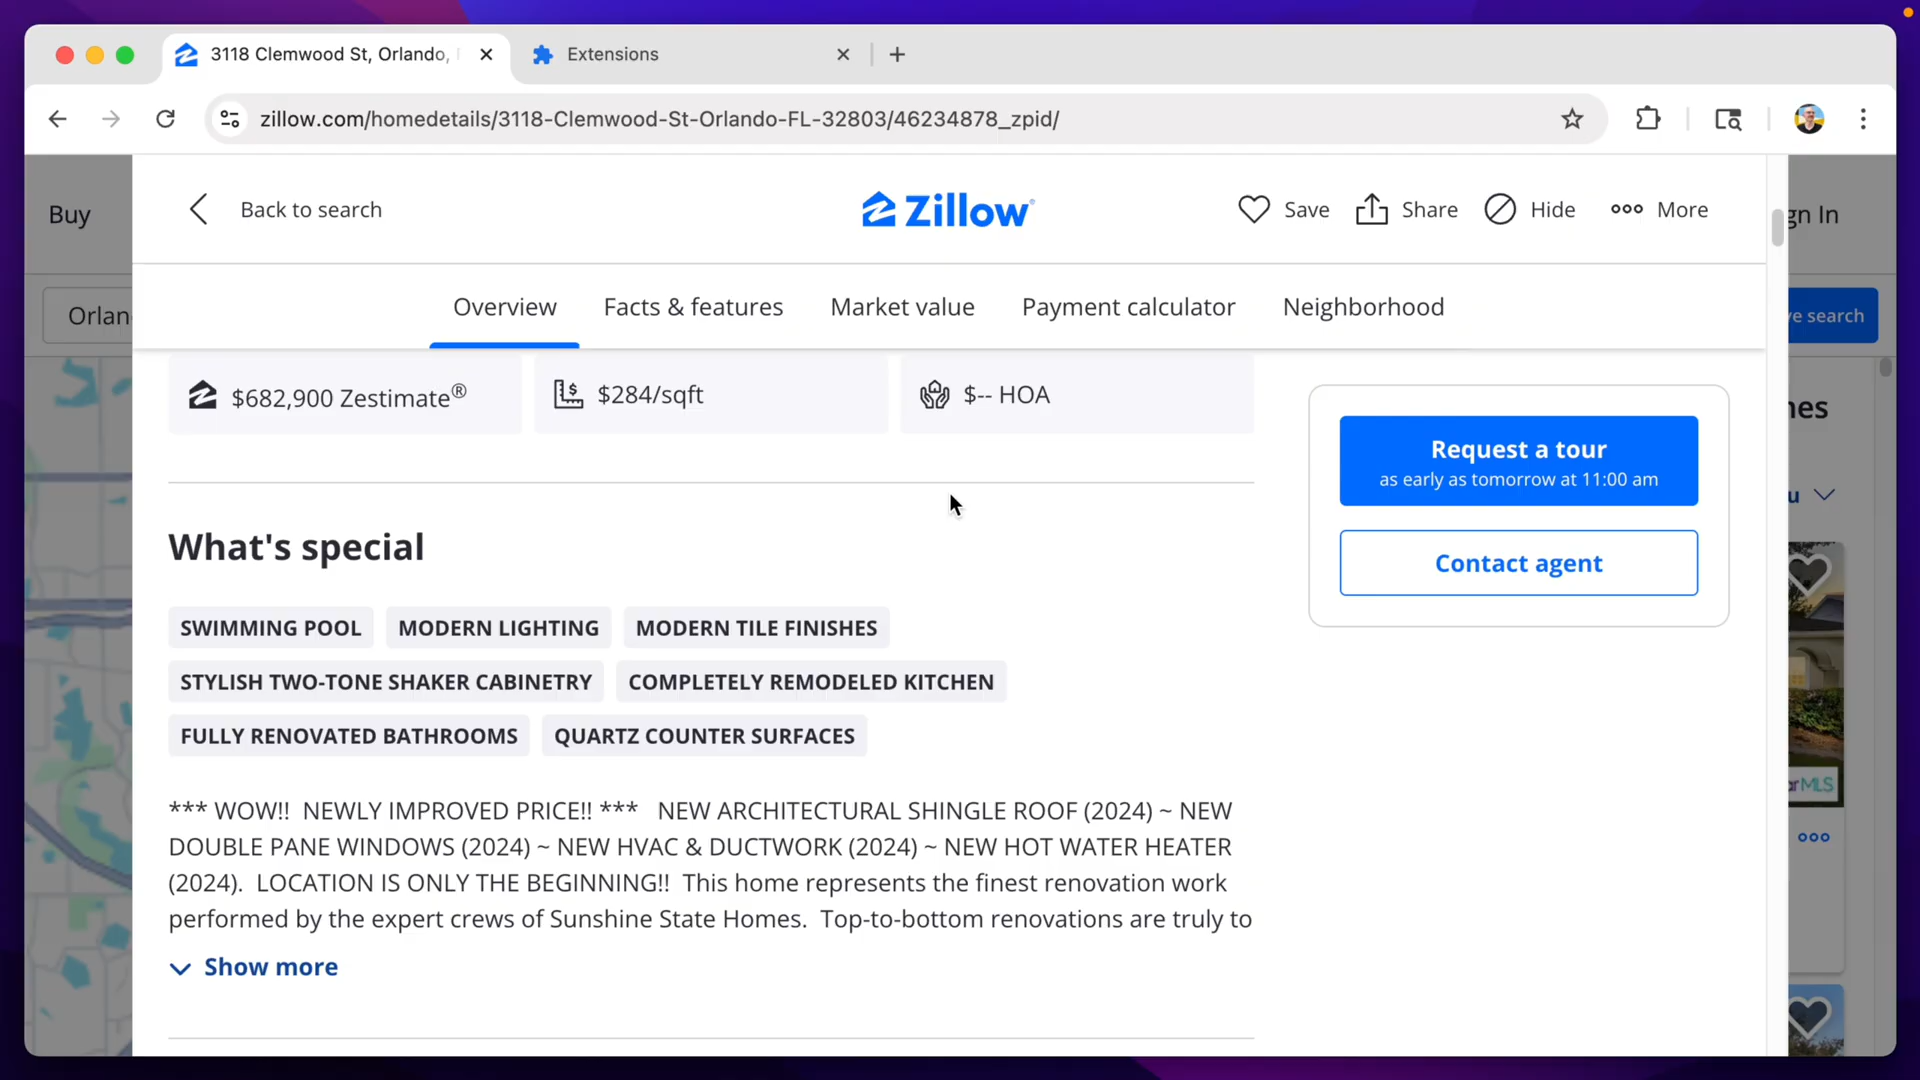 3118 Clemwood St, Orlando,
Extensions
zillow.com/homedetails/3118-Clemwood-St-Orlando-FL-32803/46234878_zpid/
Buy
Back to search
Zillow
Save
Share
Hide
More
gn In
Orlan
Overview
Facts & features
Market value
Payment calculator
Neighborhood
e search
$682,900 Zestimate®
$284/sqft
$-- HOA
Request a tour
as early as tomorrow at 11:00 am
Contact agent
What's special
SWIMMING POOL
MODERN LIGHTING
MODERN TILE FINISHES
STYLISH TWO-TONE SHAKER CABINETRY
COMPLETELY REMODELED KITCHEN
FULLY RENOVATED BATHROOMS
QUARTZ COUNTER SURFACES
*** WOW!!  NEWLY IMPROVED PRICE!! ***   NEW ARCHITECTURAL SHINGLE ROOF (2024) ~ NEW
DOUBLE PANE WINDOWS (2024) ~ NEW HVAC & DUCTWORK (2024) ~ NEW HOT WATER HEATER
(2024).  LOCATION IS ONLY THE BEGINNING!!  This home represents the finest renovation work
performed by the expert crews of Sunshine State Homes.  Top-to-bottom renovations are truly to
Show more